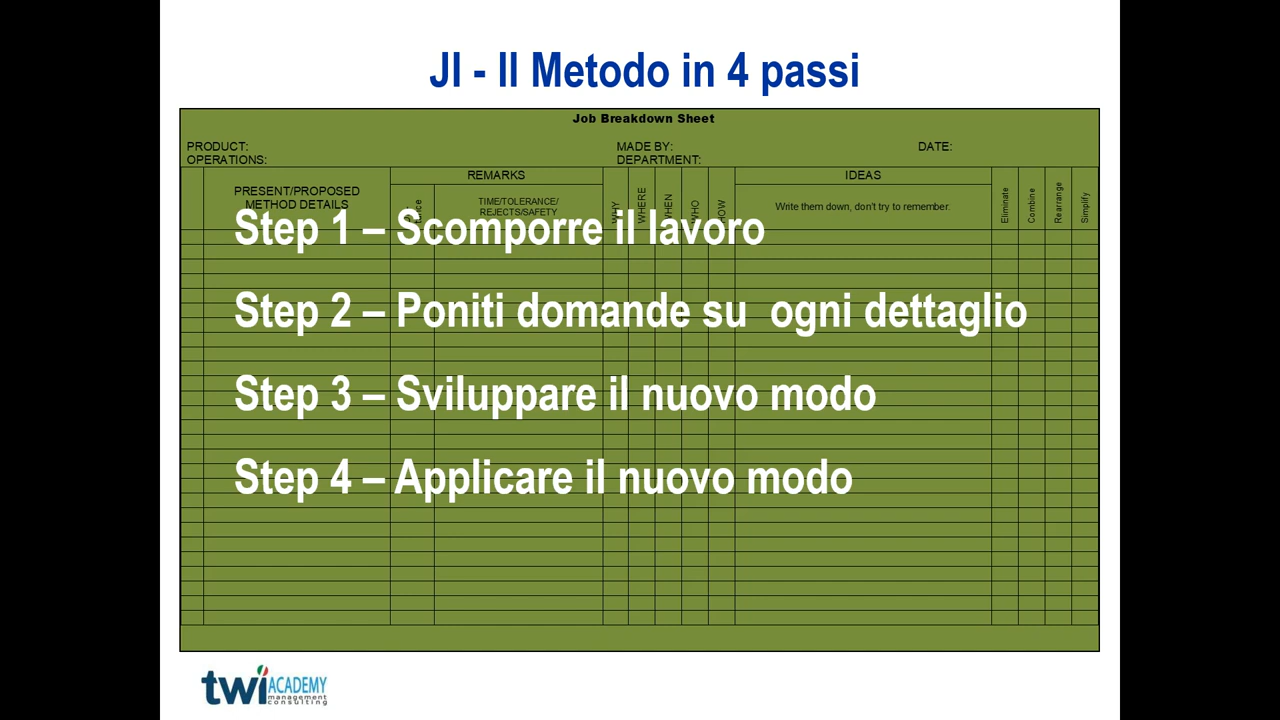 JI - Il Metodo in 4 passi
Job Breakdown Sheet
PRODUCT: MADE BY: DATE:
OPERATIONS: DEPARTMENT:
PRESENT/PROPOSED
METHOD DETAILS
REMARKS
TIME/TOLERANCE/
REJECTS/SAFETY
WHY
WHERE
WHEN
WHO
HOW
IDEAS
Write them down, don't try to remember.
Eliminate
Combine
Rearrange
Simplify
Step 1 – Scomporre il lavoro
Step 2 – Poniti domande su  ogni dettaglio
Step 3 – Sviluppare il nuovo modo
Step 4 – Applicare il nuovo modo
twi ACADEMY
management
consulting